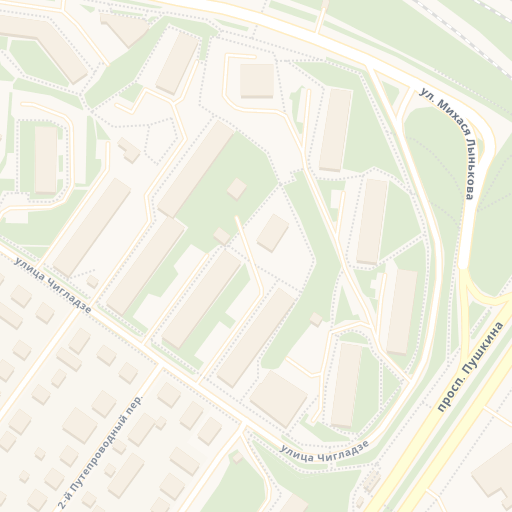 ул. Михася Лынькова
улица Чигладзе
просп. Пушкина
2-й Путепроводный пер.
улица Чигладзе